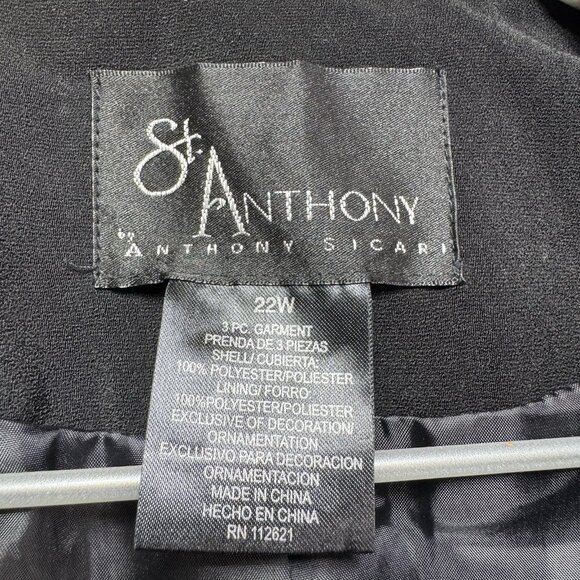 St. ANTHONY
by ANTHONY SICARI
22W
3 PC. GARMENT
PRENDA DE 3 PIEZAS
SHELL/ CUBIERTA:
100% POLYESTER/POLIESTER
LINING/ FORRO
100%POLYESTER/POLIESTER
EXCLUSIVE OF DECORATION/
ORNAMENTATION
EXCLUSIVO PARA DECORACION
ORNAMENTACION
MADE IN CHINA
HECHO EN CHINA
RN 112621